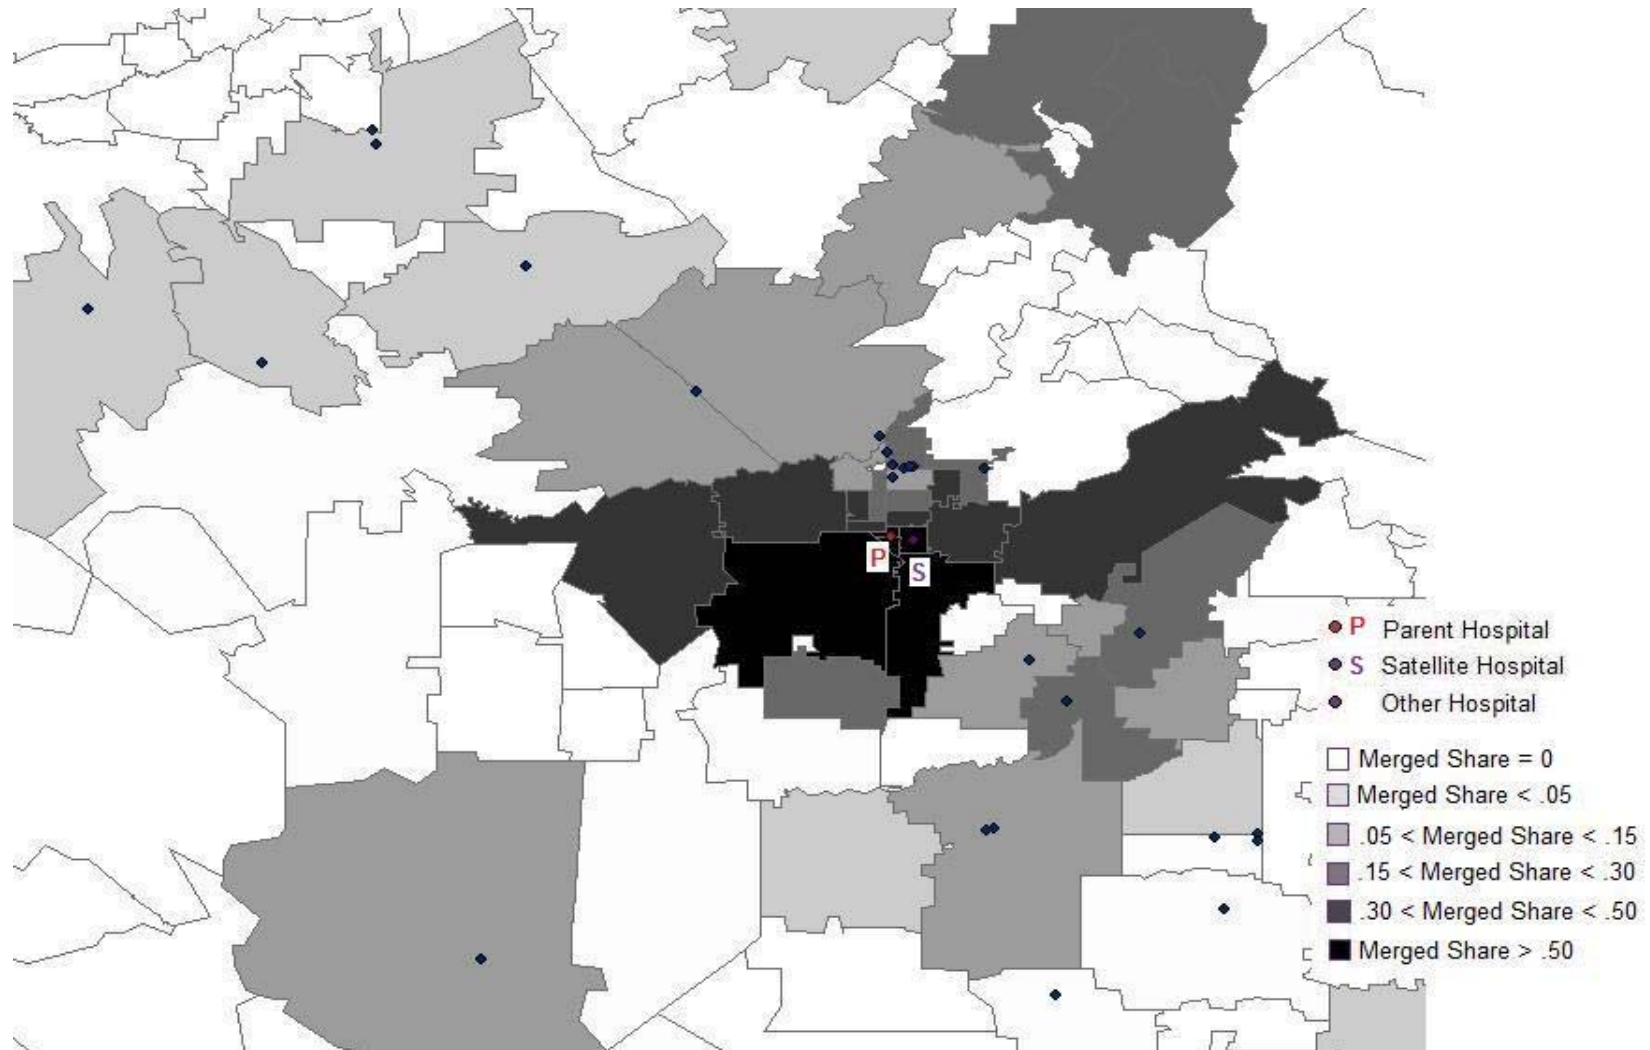 P
S
P Parent Hospital
S Satellite Hospital
Other Hospital
Merged Share = 0
Merged Share < .05
.05 < Merged Share < .15
.15 < Merged Share < .30
.30 < Merged Share < .50
Merged Share > .50